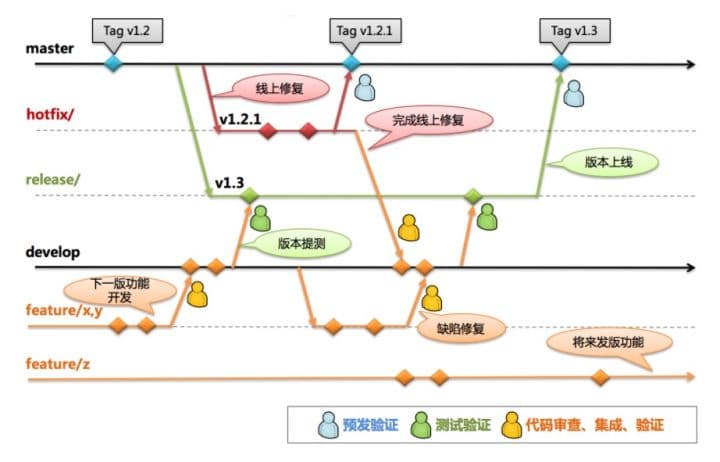 Tag v1.2
Tag v1.2.1
Tag v1.3
master
线上修复
hotfix/
v1.2.1
完成线上修复
版本上线
release/
v1.3
版本提测
develop
下一版功能
开发
feature/x,y
缺陷修复
将来发版功能
feature/z
预发验证
测试验证
代码审查、集成、验证